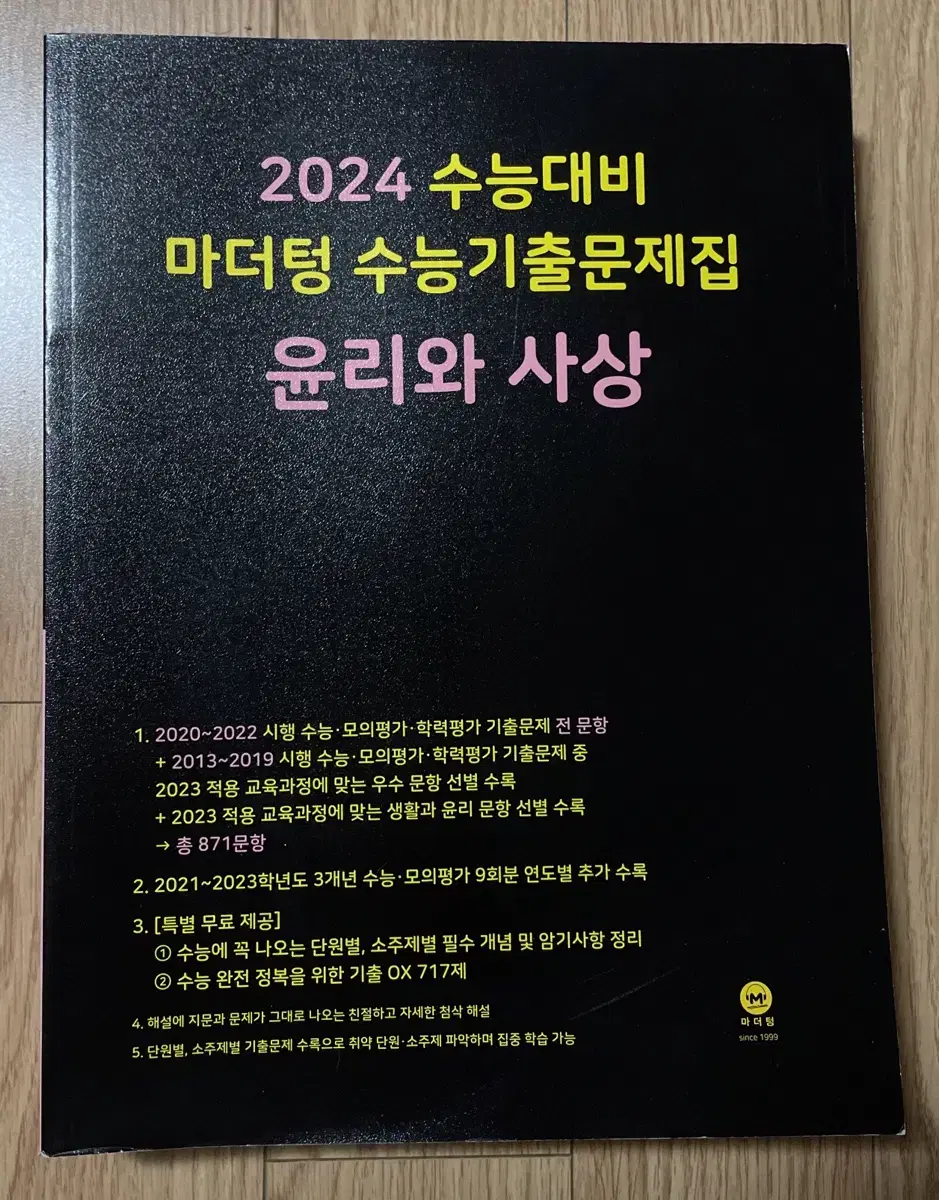 2024 수능대비
마더텅 수능기출문제집
윤리와 사상
1. 2020~2022 시행 수능·모의평가·학력평가 기출문제 전 문항
+ 2013~2019 시행 수능·모의평가·학력평가 기출문제 중
2023 적용 교육과정에 맞는 우수 문항 선별 수록
+ 2023 적용 교육과정에 맞는 생활과 윤리 문항 선별 수록
→ 총 871문항
2. 2021~2023학년도 3개년 수능·모의평가 9회분 연도별 추가 수록
3. [특별 무료 제공]
① 수능에 꼭 나오는 단원별, 소주제별 필수 개념 및 암기사항 정리
② 수능 완전 정복을 위한 기출 OX 717제
4. 해설에 지문과 문제가 그대로 나오는 친절하고 자세한 첨삭 해설
5. 단원별, 소주제별 기출문제 수록으로 취약 단원·소주제 파악하며 집중 학습 가능
M
마더텅
since 1999